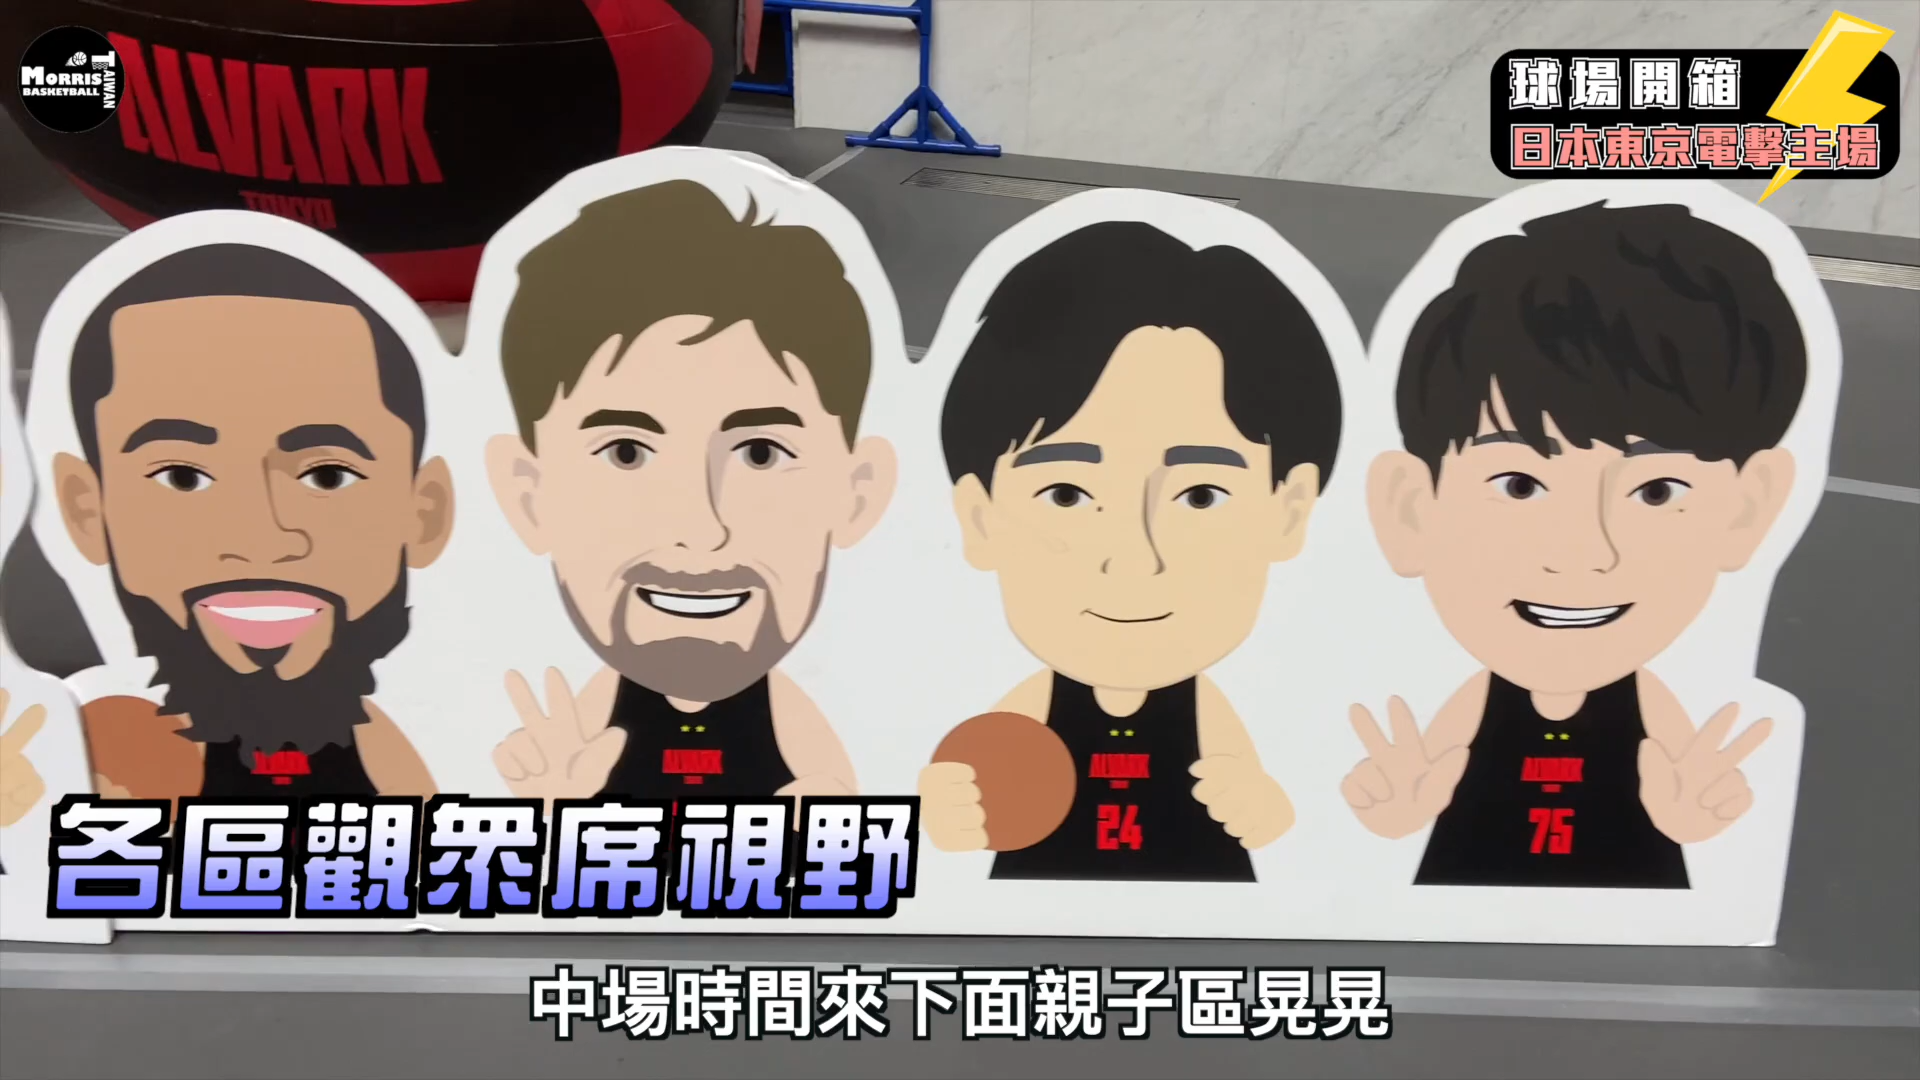 MORRIS
BASKETBALL
TAIWAN
ALVARK
TOKYO
球場開箱
日本東京電擊主場
ALVARK
ALVARK
ALVARK
24
ALVARK
75
各區觀眾席視野
中場時間來下面親子區晃晃